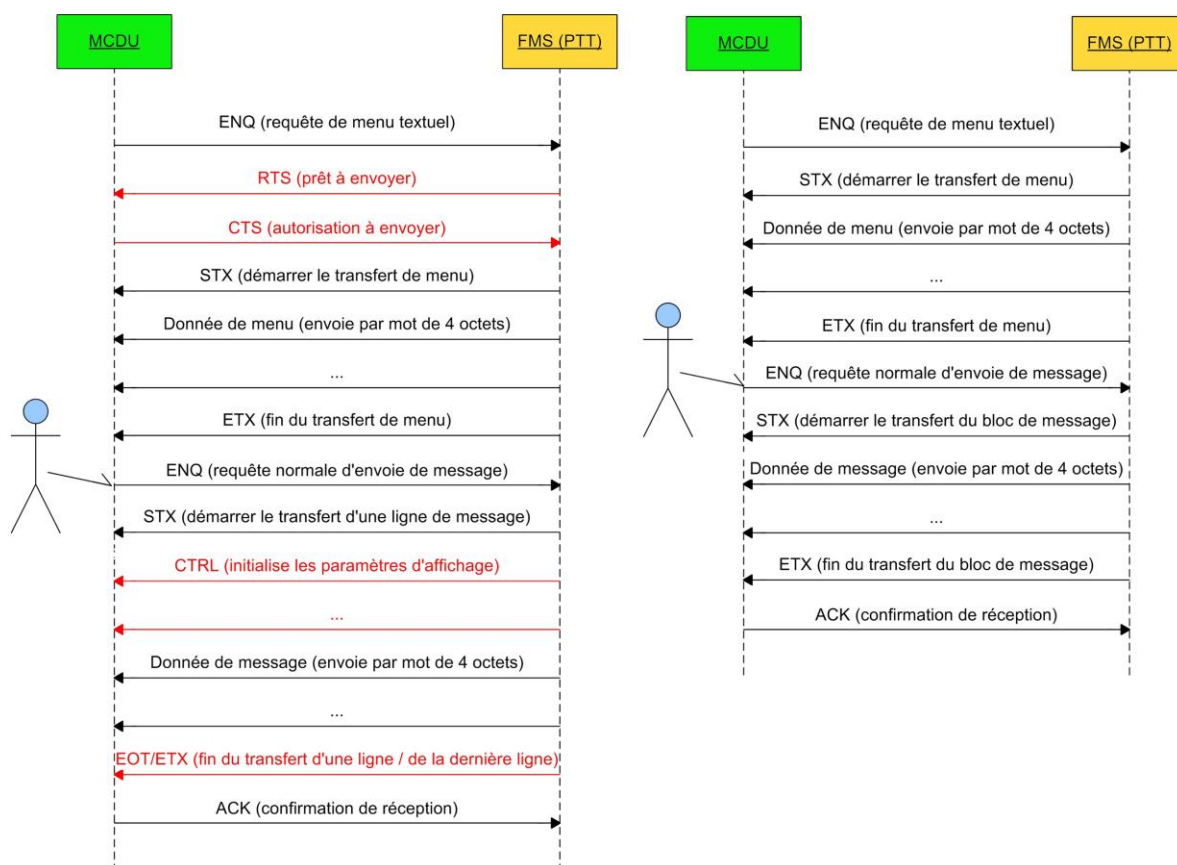 MCDU
FMS (PTT)
ENQ (requête de menu textuel)
RTS (prêt à envoyer)
CTS (autorisation à envoyer)
STX (démarrer le transfert de menu)
Donnée de menu (envoie par mot de 4 octets)
...
ETX (fin du transfert de menu)
ENQ (requête normale d'envoie de message)
STX (démarrer le transfert d'une ligne de message)
CTRL (initialise les paramètres d'affichage)
...
Donnée de message (envoie par mot de 4 octets)
...
EOT/ETX (fin du transfert d'une ligne / de la dernière ligne)
ACK (confirmation de réception)
MCDU
FMS (PTT)
ENQ (requête de menu textuel)
STX (démarrer le transfert de menu)
Donnée de menu (envoie par mot de 4 octets)
...
ETX (fin du transfert de menu)
ENQ (requête normale d'envoie de message)
STX (démarrer le transfert du bloc de message)
Donnée de message (envoie par mot de 4 octets)
...
ETX (fin du transfert du bloc de message)
ACK (confirmation de réception)